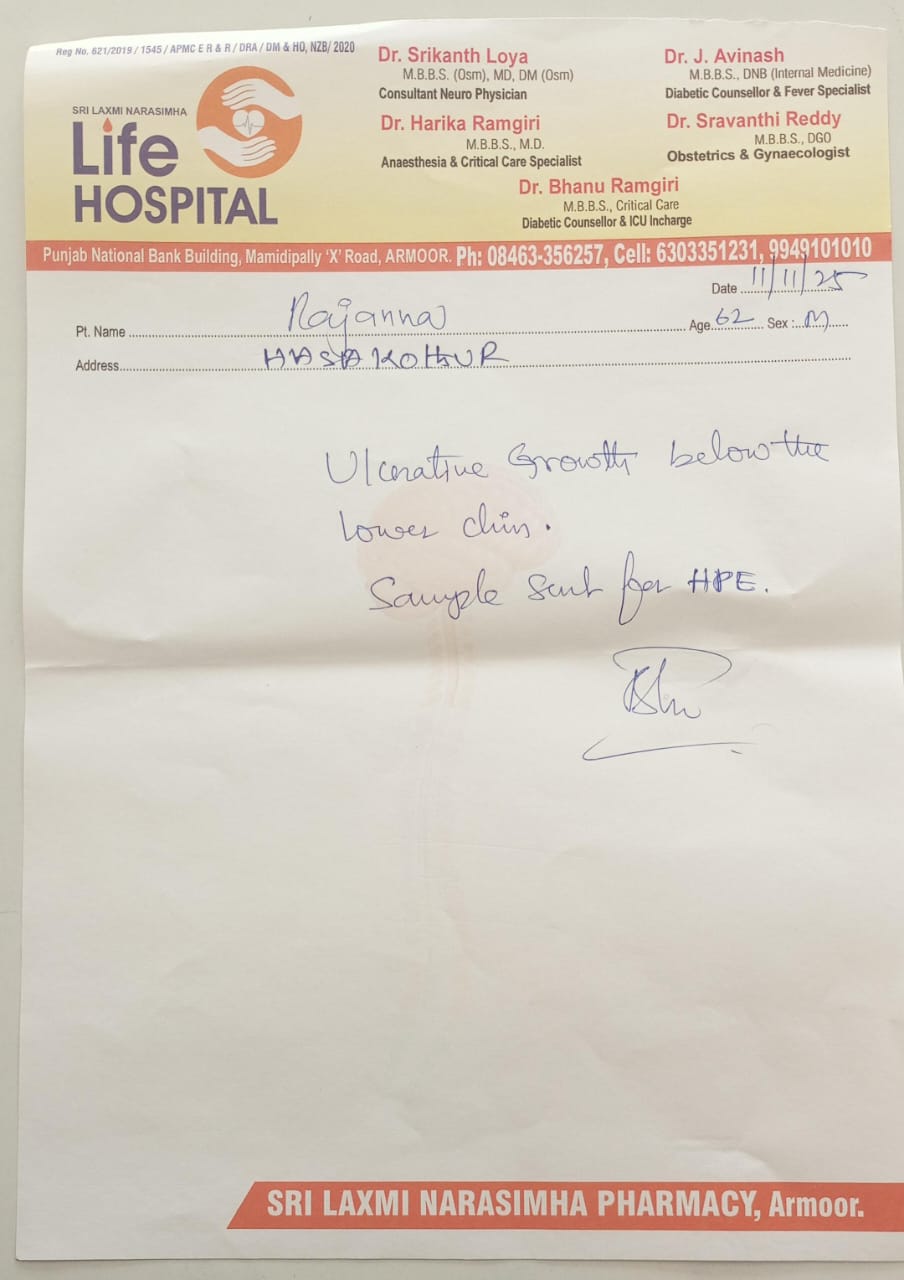 Reg No. 621/2019 / 1545 / APMC E R & R / DRA / DM & HO, NZB/ 2020
SRI LAXMI NARASIMHA
Life
HOSPITAL
Dr. Srikanth Loya
M.B.B.S. (Osm), MD, DM (Osm)
Consultant Neuro Physician
Dr. J. Avinash
M.B.B.S., DNB (Internal Medicine)
Diabetic Counsellor & Fever Specialist
Dr. Harika Ramgiri
M.B.B.S., M.D.
Anaesthesia & Critical Care Specialist
Dr. Sravanthi Reddy
M.B.B.S., DGO
Obstetrics & Gynaecologist
Dr. Bhanu Ramgiri
M.B.B.S., Critical Care
Diabetic Counsellor & ICU Incharge
Punjab National Bank Building, Mamidipally 'X' Road, ARMOOR. Ph: 08463-356257, Cell: 6303351231, 9949101010
Date 11/11/25
Pt. Name Rajanna Age. 62 Sex : M
Address
Ulcerative Growth below the
Lower chin.
Sample sent for HPE.
SRI LAXMI NARASIMHA PHARMACY, Armoor.